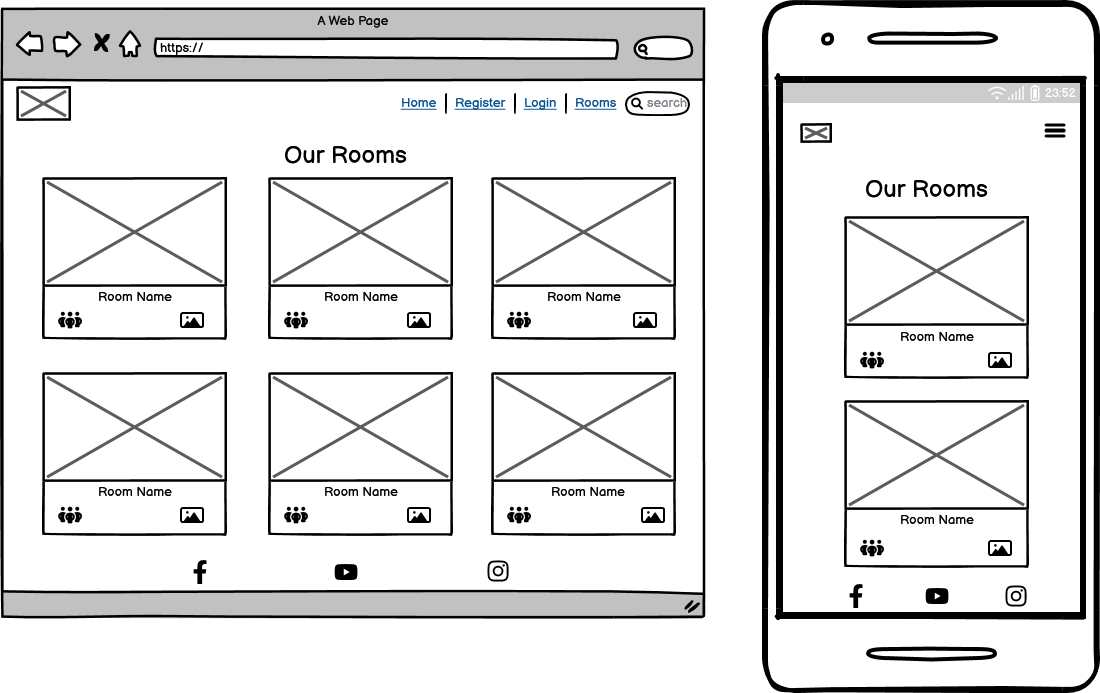 A Web Page
https://
Home Register Login Rooms search
Our Rooms
Room Name Room Name Room Name
Room Name Room Name Room Name
23:52
Our Rooms
Room Name
Room Name